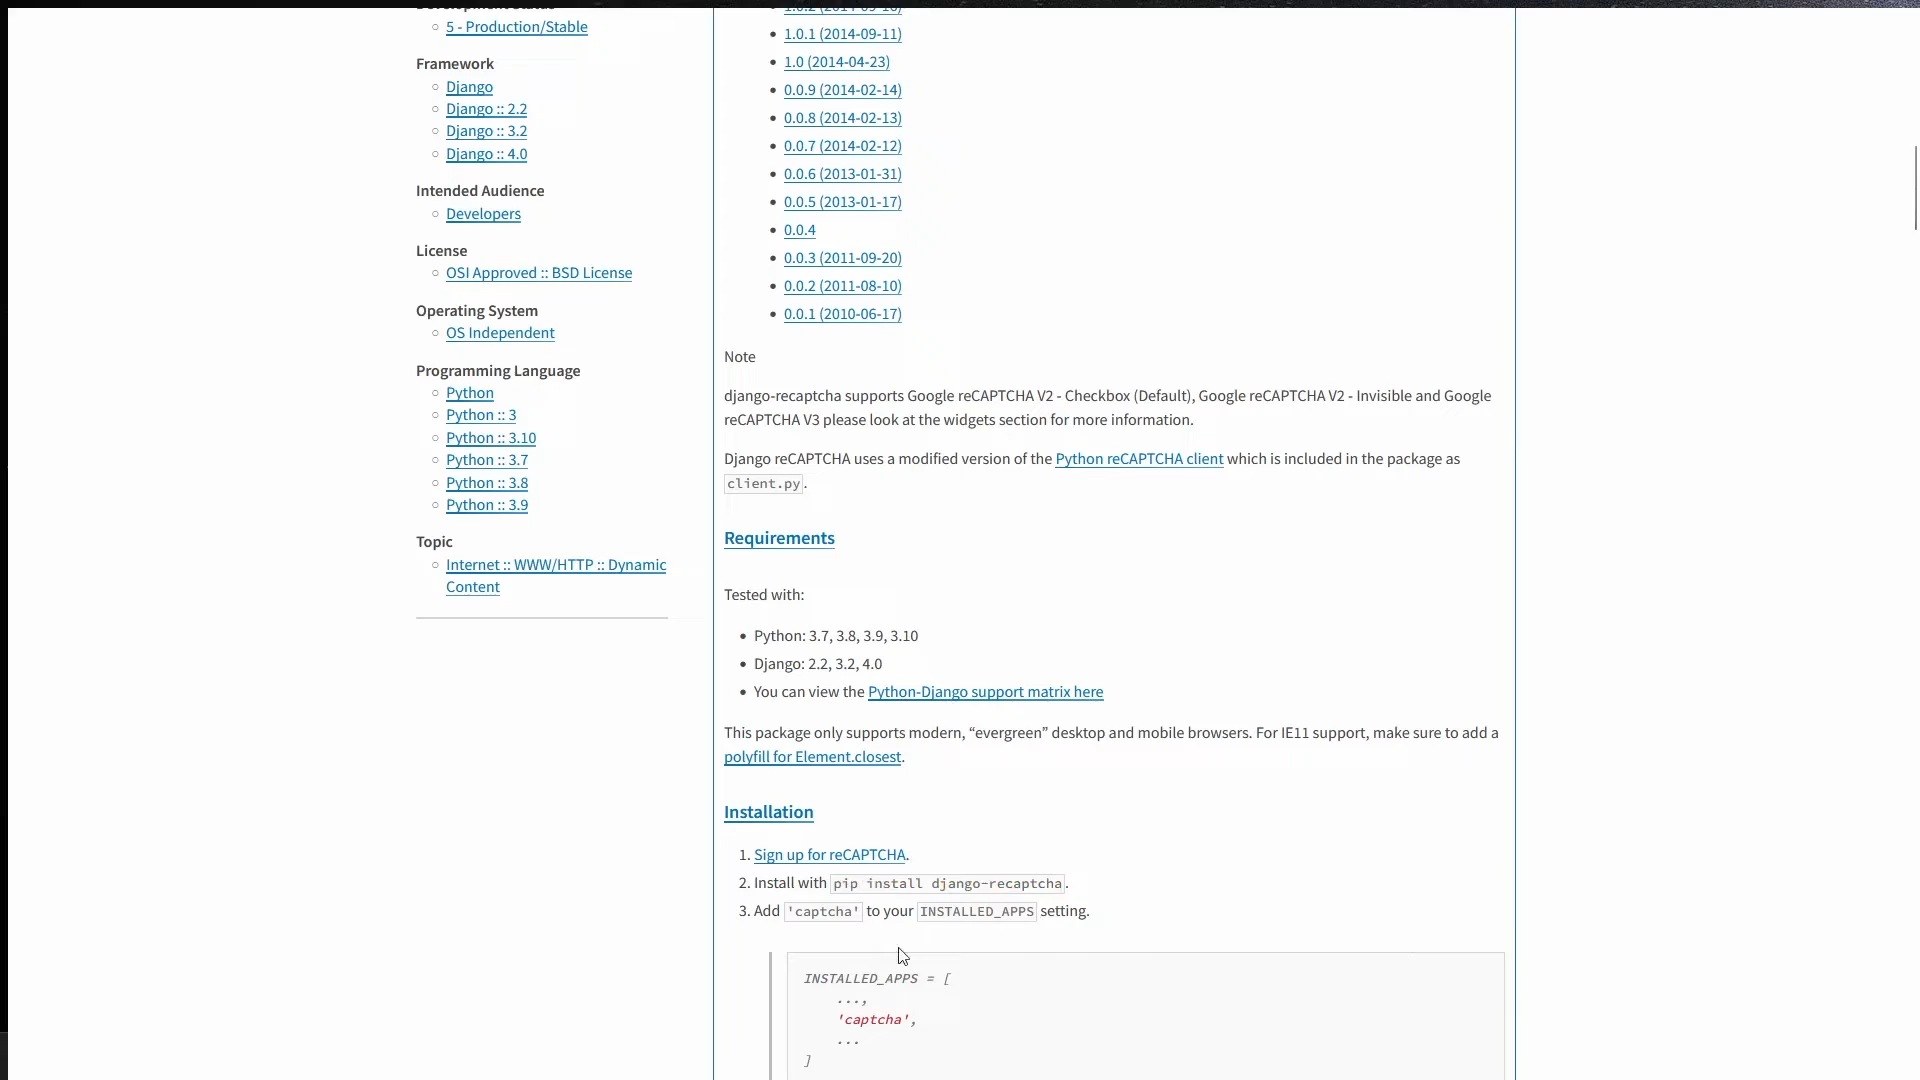 5 - Production/Stable
Framework
Django
Django :: 2.2
Django :: 3.2
Django :: 4.0
Intended Audience
Developers
License
OSI Approved :: BSD License
Operating System
OS Independent
Programming Language
Python
Python :: 3
Python :: 3.10
Python :: 3.7
Python :: 3.8
Python :: 3.9
Topic
Internet :: WWW/HTTP :: Dynamic
Content
1.0.1 (2014-09-11)
1.0 (2014-04-23)
0.0.9 (2014-02-14)
0.0.8 (2014-02-13)
0.0.7 (2014-02-12)
0.0.6 (2013-01-31)
0.0.5 (2013-01-17)
0.0.4
0.0.3 (2011-09-20)
0.0.2 (2011-08-10)
0.0.1 (2010-06-17)
Note
django-recaptcha supports Google reCAPTCHA V2 - Checkbox (Default), Google reCAPTCHA V2 - Invisible and Google
reCAPTCHA V3 please look at the widgets section for more information.
Django reCAPTCHA uses a modified version of the Python reCAPTCHA client which is included in the package as
client.py.
Requirements
Tested with:
Python: 3.7, 3.8, 3.9, 3.10
Django: 2.2, 3.2, 4.0
You can view the Python-Django support matrix here
This package only supports modern, “evergreen” desktop and mobile browsers. For IE11 support, make sure to add a
polyfill for Element.closest.
Installation
1. Sign up for reCAPTCHA.
2. Install with pip install django-recaptcha.
3. Add 'captcha' to your INSTALLED_APPS setting.
INSTALLED_APPS = [
...,
'captcha',
...
]